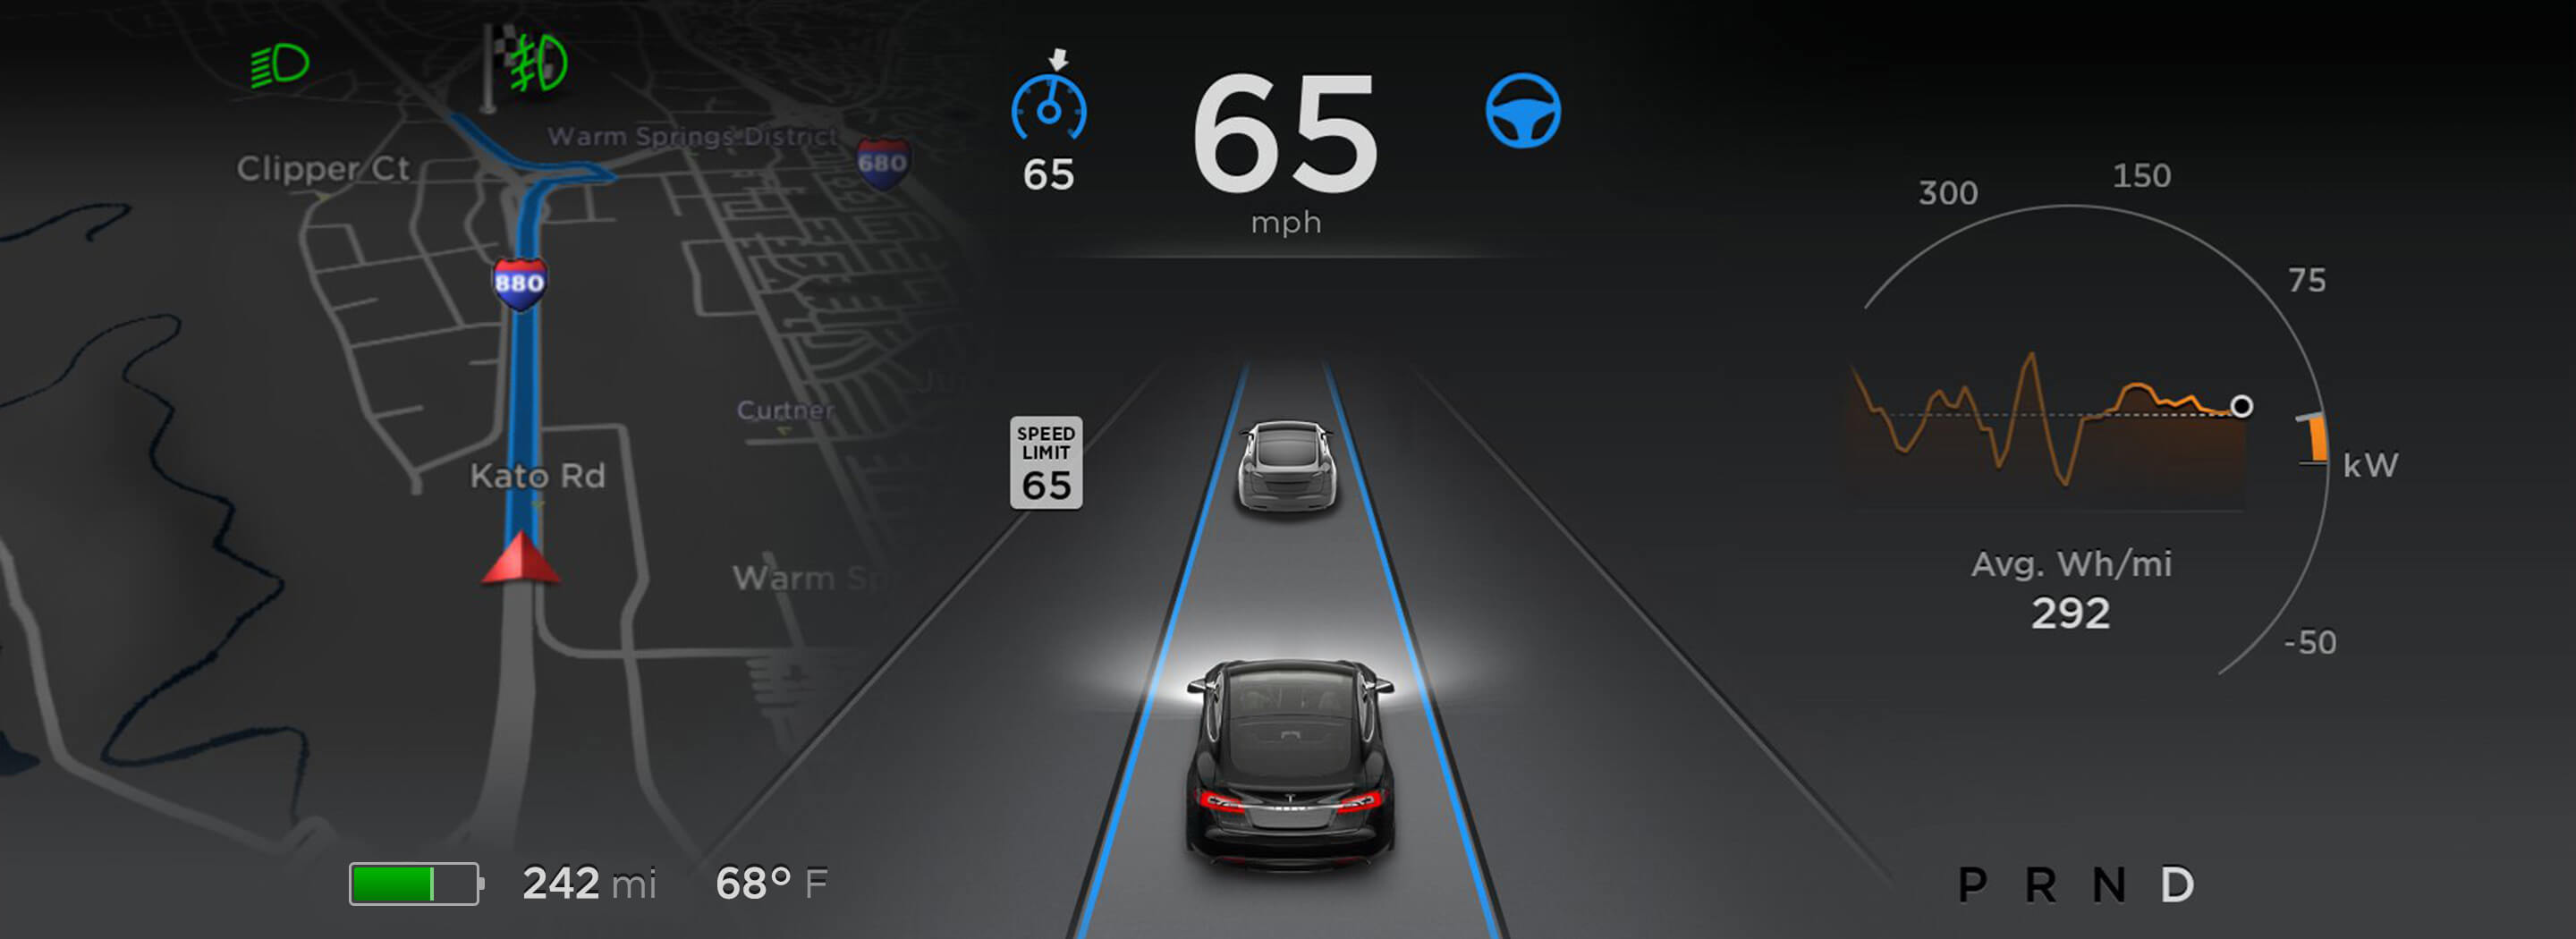 Warm Springs District
Clipper Ct
680
880
Curtner
Kato Rd
Warm
242 mi
68° F
65
65
mph
SPEED
LIMIT
65
300
150
75
kW
-50
Avg. Wh/mi
292
P R N D